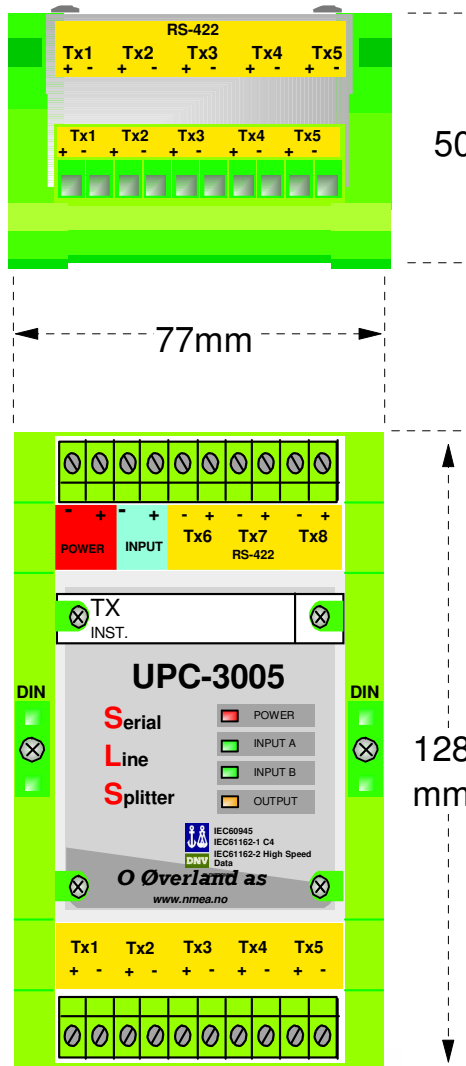 RS-422
Tx1 Tx2 Tx3 Tx4 Tx5
+ - + - + - + - + -
Tx1 Tx2 Tx3 Tx4 Tx5
+ - + - + - + - + -
50
77mm
- + - + - + - + - +
POWER INPUT Tx6 Tx7 Tx8
RS-422
TX
INST.
UPC-3005
DIN DIN
Serial
Line
Splitter
POWER
INPUT A
INPUT B
OUTPUT
128
mm
IEC60945
IEC61162-1 C4
IEC61162-2 High Speed
Data
DNV
O Øverland as
www.nmea.no
Tx1 Tx2 Tx3 Tx4 Tx5
+ - + - + - + - + -